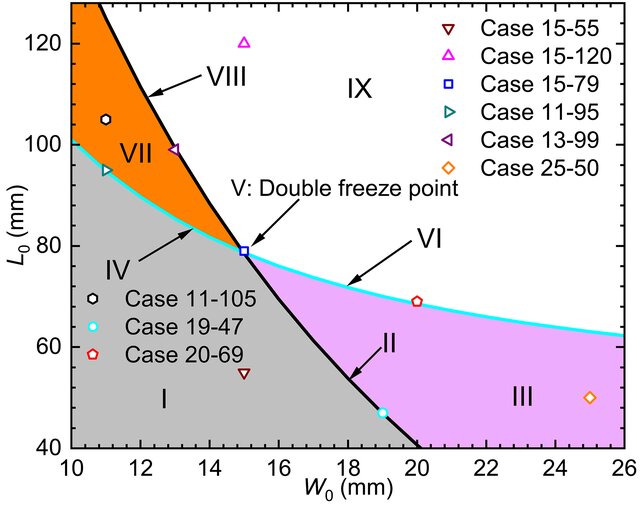 120
100
80
60
40
L0 (mm)
10 12 14 16 18 20 22 24 26
W0 (mm)
Case 15-55
Case 15-120
Case 15-79
Case 11-95
Case 13-99
Case 25-50
VIII
IX
VII
V: Double freeze point
VI
IV
Case 11-105
Case 19-47
Case 20-69
II
III
I